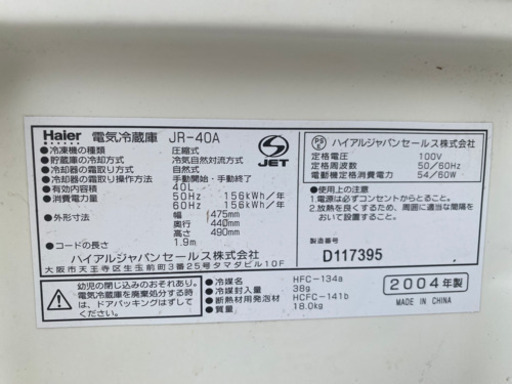 Haier 電気冷蔵庫 JR-40A
●冷凍機の種類 圧縮式
●貯蔵庫の冷却方式 冷気自然対流方式
●冷却器の霜取り方式 自然式
●冷却器の霜取り操作方法 手動開始・手動終了
●有効内容積 40L
●消費電力量 50Hz 156kWh/年
60Hz 156kWh/年
●外形寸法 幅 475mm
奥行 440mm
高さ 490mm
●コードの長さ 1.9m
ハイアルジャパンセールス株式会社
大阪市天王寺区生玉前町3番25号タマダビル10F
S JET
ハイアルジャパンセールス株式会社
定格電圧 100V
定格周波数 50/60Hz
電動機定格消費電力 54/60W
●使用上の注意
1.電源は必ずコンセントからとること。
2.放熱を良くするため、周囲に適当な間隔を
おいて設置すること。
製造番号
D117395
幼児の閉じ込めのおそれあり。
電気冷蔵庫を廃棄処分する時
は、ドアパッキングはずして
ください。
●冷媒名 HFC-134a
●冷媒封入量 38g
●断熱材用発泡材 HCFC-141b
●質量 18.0kg
2004年製
MADE IN CHINA